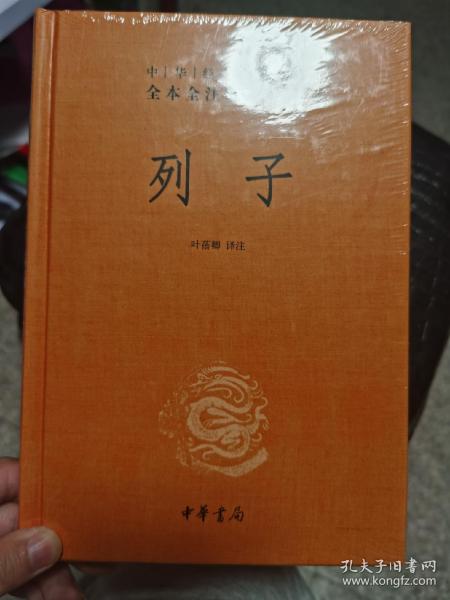 中|华|经
全本全注
列子
叶蓓卿 译注
中華書局
孔夫子旧书网
www.kongfz.com